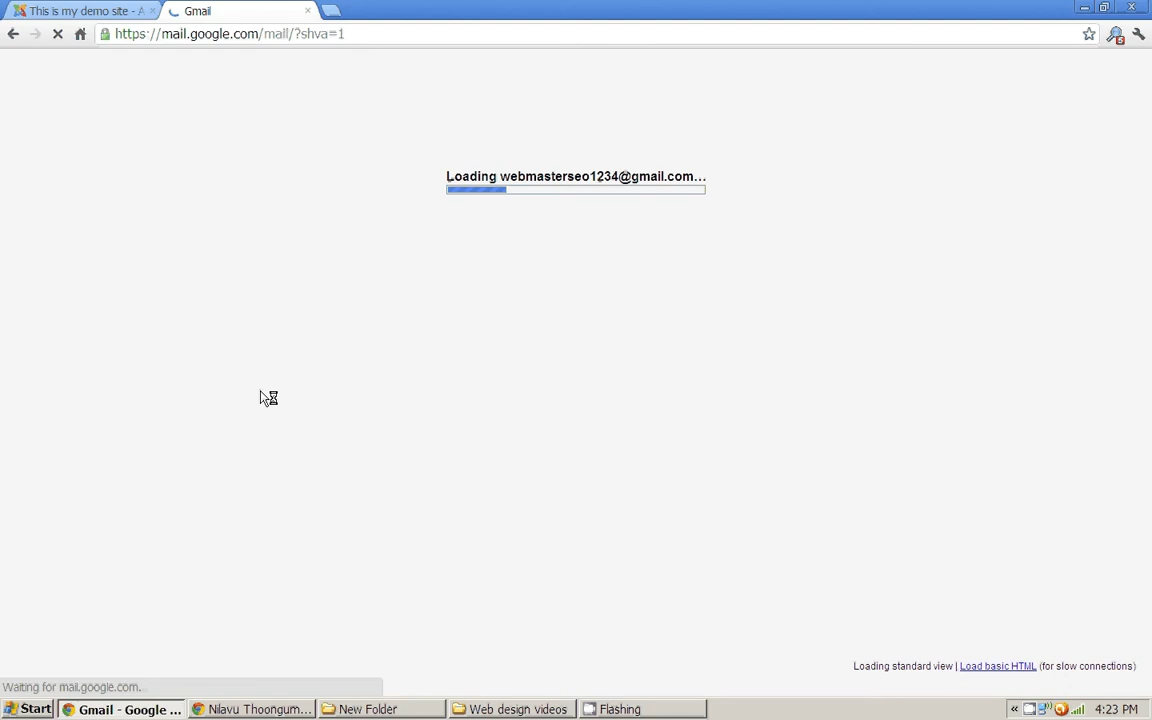 This is my demo site - A
Gmail
https://mail.google.com/mail/?shva=1
Loading webmasterseo1234@gmail.com...
Loading standard view | Load basic HTML (for slow connections)
Waiting for mail.google.com...
Start
Gmail - Google ...
Nilavu Thoongum...
New Folder
Web design videos
Flashing
4:23 PM